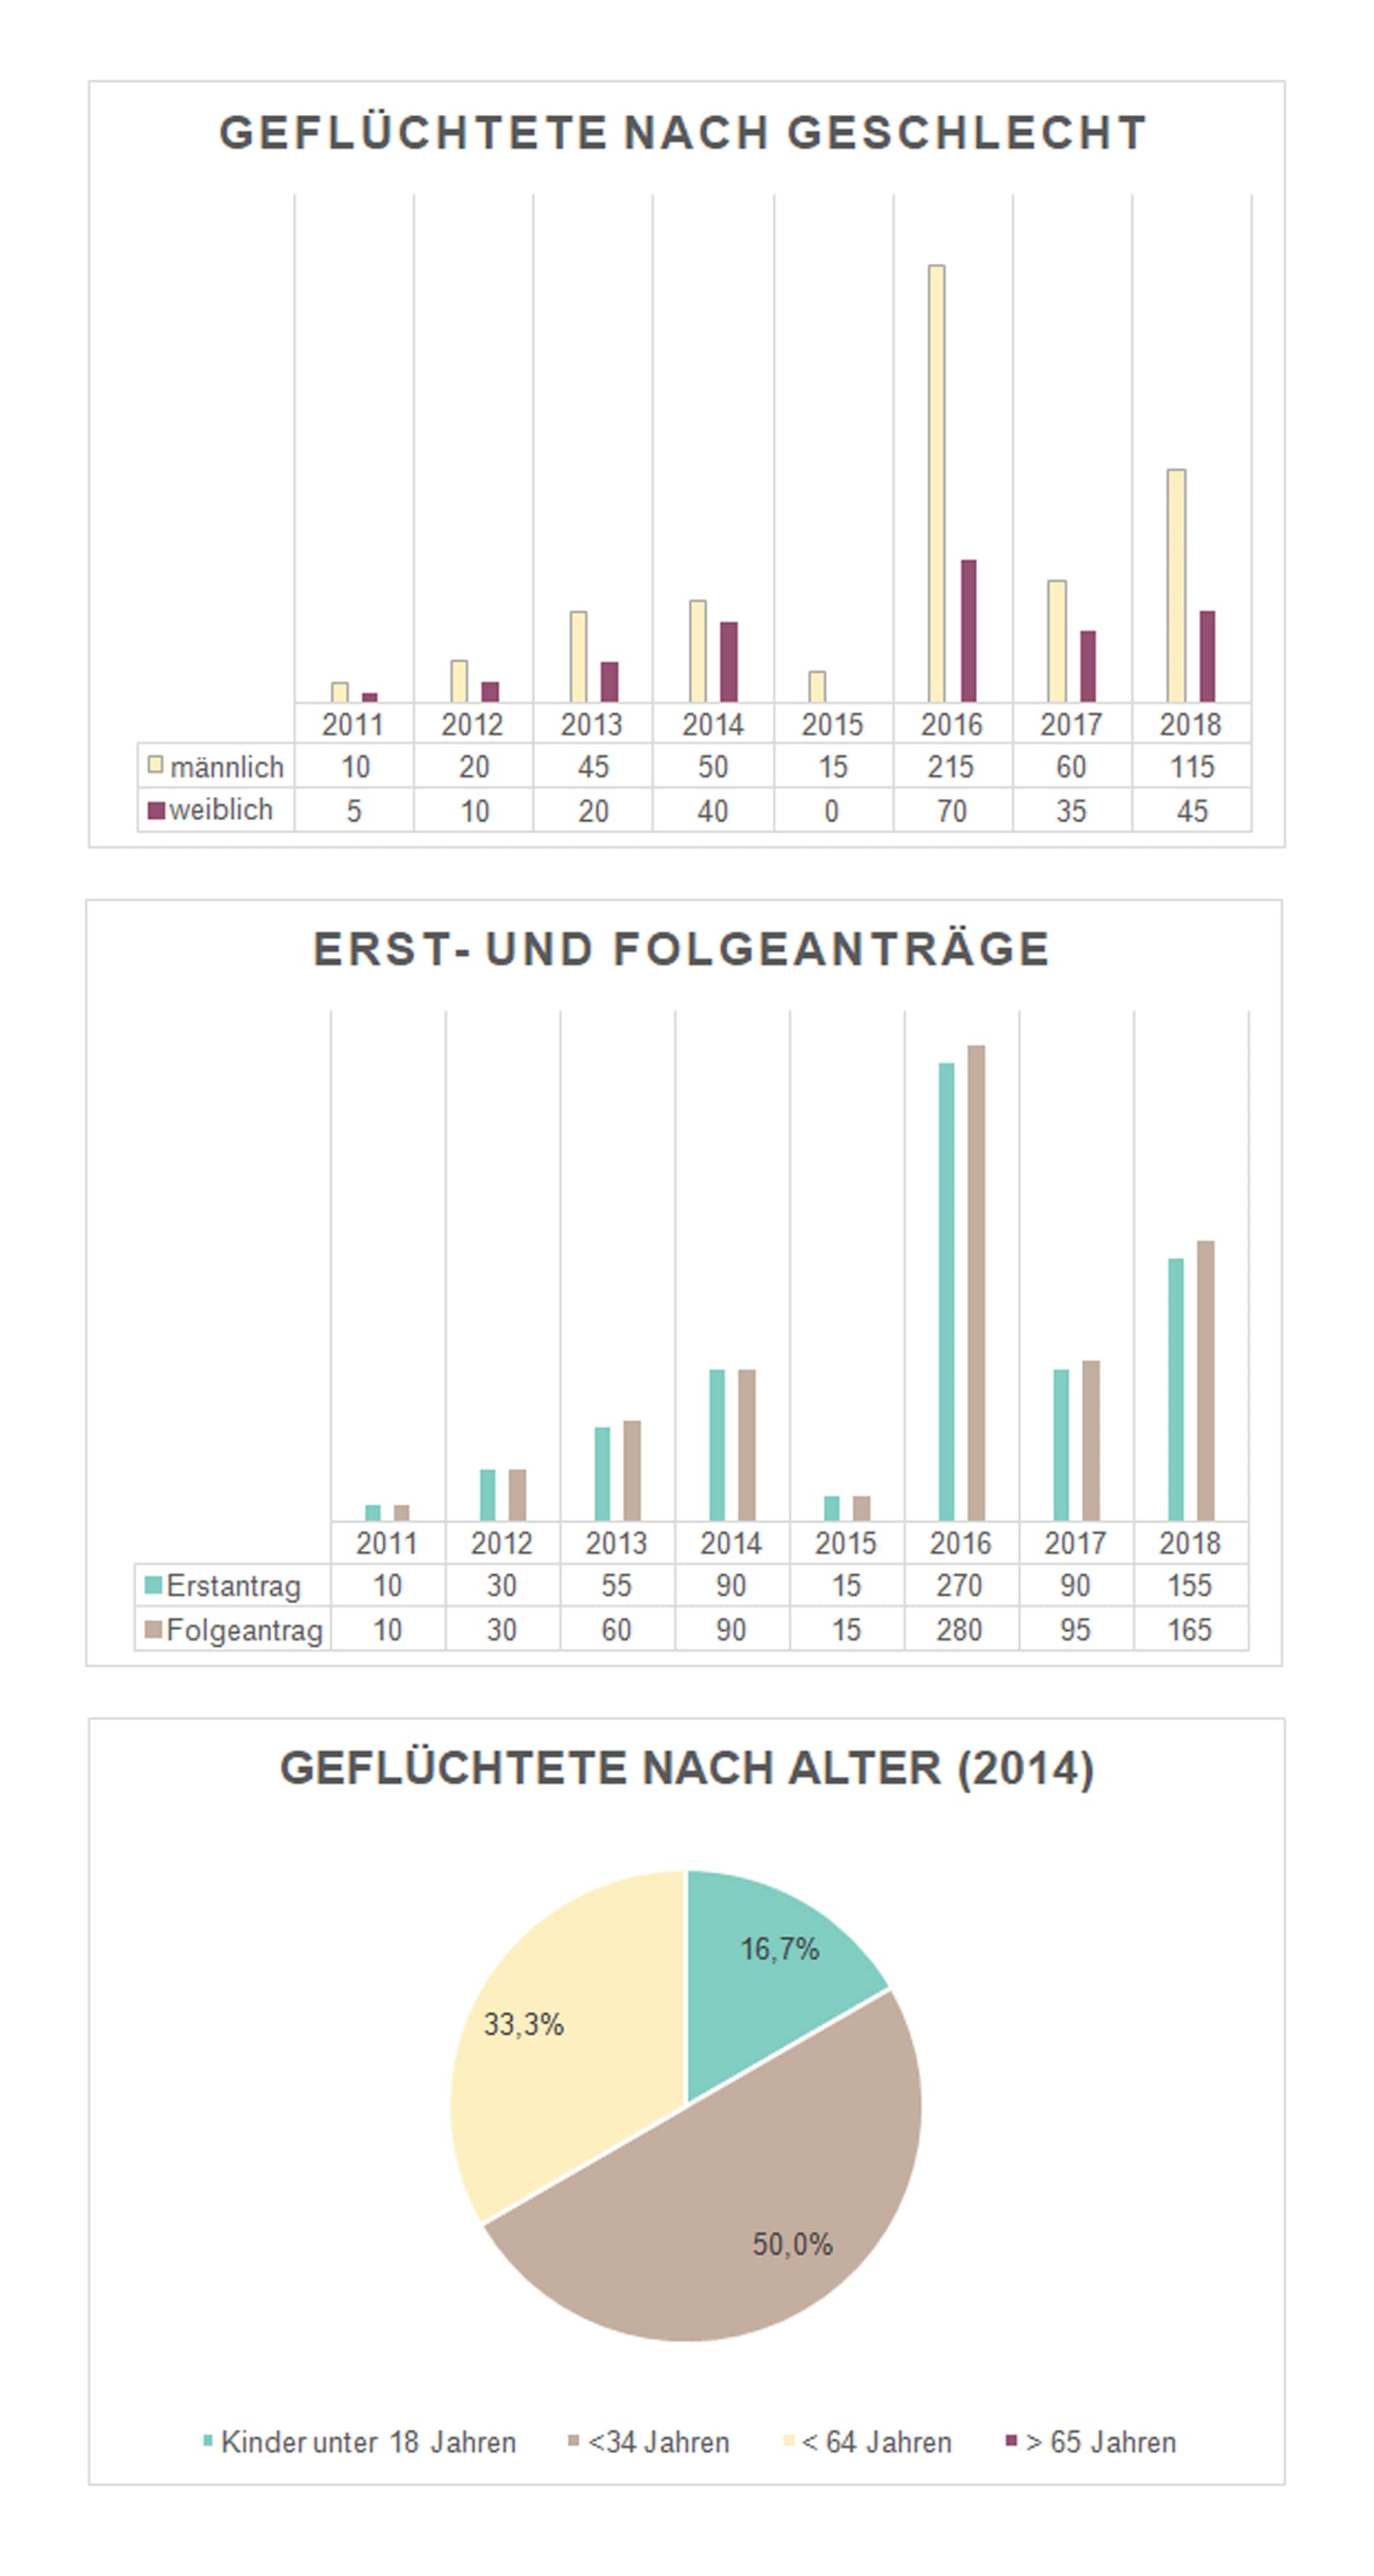 GEFLÜCHTETE NACH GESCHLECHT
2011 2012 2013 2014 2015 2016 2017 2018
männlich 10 20 45 50 15 215 60 115
weiblich 5 10 20 40 0 70 35 45
ERST- UND FOLGEANTRÄGE
2011 2012 2013 2014 2015 2016 2017 2018
Erstantrag 10 30 55 90 15 270 90 155
Folgeantrag 10 30 60 90 15 280 95 165
GEFLÜCHTETE NACH ALTER (2014)
16,7%
33,3%
50,0%
Kinder unter 18 Jahren <34 Jahren < 64 Jahren > 65 Jahren